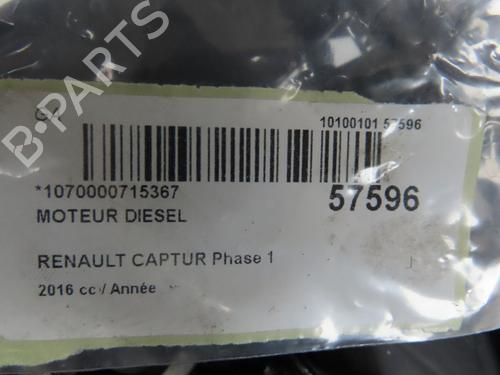 10100101 57596
*1070000715367
57596
MOTEUR DIESEL
RENAULT CAPTUR Phase 1
2016 cc / Année
B-PARTS